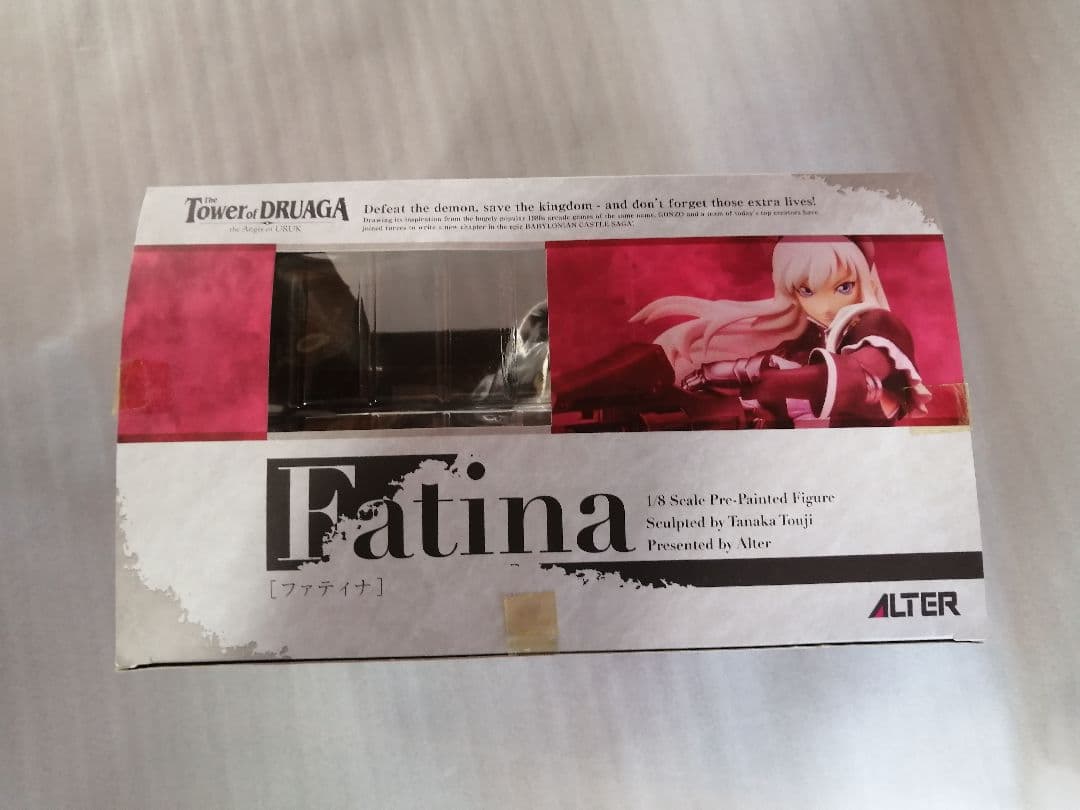 The
Tower of DRUAGA
the Aegis of URUK
Defeat the demon, save the kingdom - and don't forget those extra lives!
Drawing its inspiration from the hugely popular 1980s arcade games of the same name, GONZO and a team of today's top creators have
joined forces to write a new chapter in the epic BABYLONIAN CASTLE SAGA.
Fatina
1/8 Scale Pre-Painted Figure
Sculpted by Tanaka Touji
Presented by Alter
[ファティナ]
ALTER